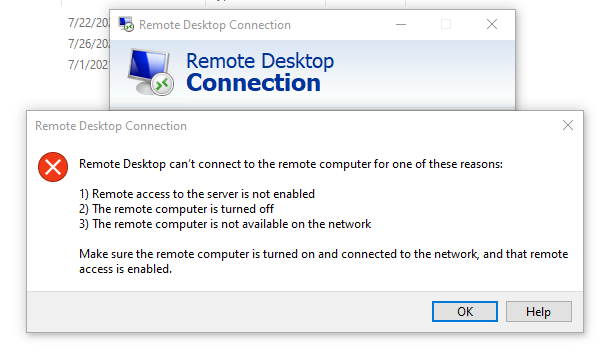 7/22/20
Remote Desktop Connection
7/26/20
7/1/202
Remote Desktop
Connection
Remote Desktop Connection
Remote Desktop can't connect to the remote computer for one of these reasons:
1) Remote access to the server is not enabled
2) The remote computer is turned off
3) The remote computer is not available on the network
Make sure the remote computer is turned on and connected to the network, and that remote
access is enabled.
OK
Help